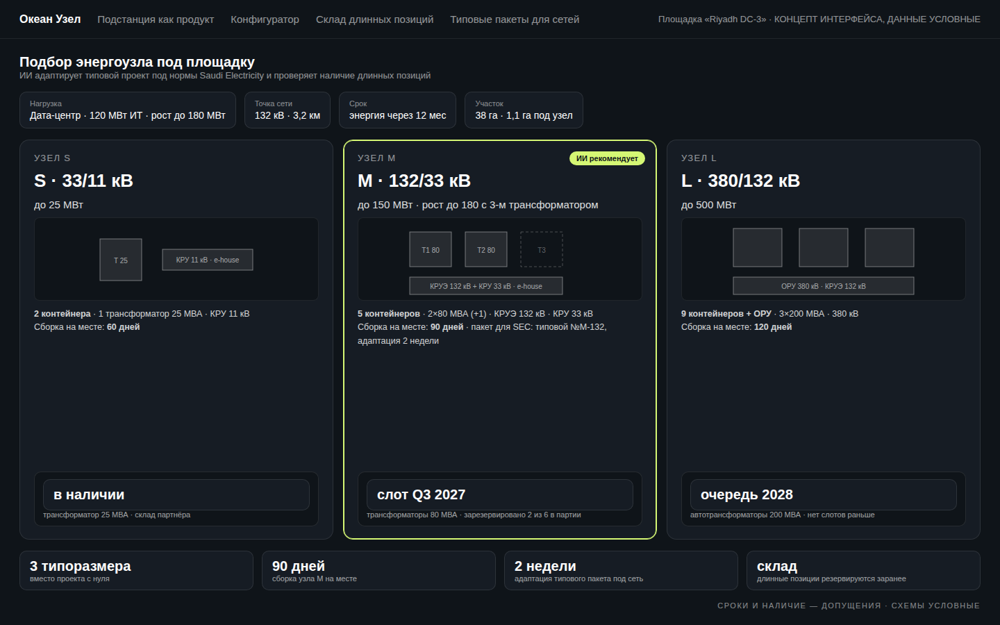 Океан Узел Подстанция как продукт Конфигуратор Склад длинных позиций Типовые пакеты для сетей Площадка «Riyadh DC-3» · КОНЦЕПТ ИНТЕРФЕЙСА, ДАННЫЕ УСЛОВНЫЕ
Подбор энергоузла под площадку
ИИ адаптирует типовой проект под нормы Saudi Electricity и проверяет наличие длинных позиций
Нагрузка
Дата-центр · 120 МВт ИТ · рост до 180 МВт
Точка сети
132 кВ · 3,2 км
Срок
энергия через 12 мес
Участок
38 га · 1,1 га под узел
УЗЕЛ S
S · 33/11 кВ
до 25 МВт
Т 25
КРУ 11 кВ · e-house
2 контейнера · 1 трансформатор 25 МВА · КРУ 11 кВ
Сборка на месте: 60 дней
в наличии
трансформатор 25 МВА · склад партнёра
УЗЕЛ M
ИИ рекомендует
M · 132/33 кВ
до 150 МВт · рост до 180 с 3-м трансформатором
Т1 80
Т2 80
Т3
КРУЭ 132 кВ + КРУ 33 кВ · e-house
5 контейнеров · 2×80 МВА (+1) · КРУЭ 132 кВ · КРУ 33 кВ
Сборка на месте: 90 дней · пакет для SEC: типовой №M-132,
адаптация 2 недели
слот Q3 2027
трансформаторы 80 МВА · зарезервировано 2 из 6 в партии
УЗЕЛ L
L · 380/132 кВ
до 500 МВт
ОРУ 380 кВ · КРУЭ 132 кВ
9 контейнеров + ОРУ · 3×200 МВА · 380 кВ
Сборка на месте: 120 дней
очередь 2028
автотрансформаторы 200 МВА · нет слотов раньше
3 типоразмера
вместо проекта с нуля
90 дней
сборка узла M на месте
2 недели
адаптация типового пакета под сеть
склад
длинные позиции резервируются заранее
СРОКИ И НАЛИЧИЕ — ДОПУЩЕНИЯ · СХЕМЫ УСЛОВНЫЕ